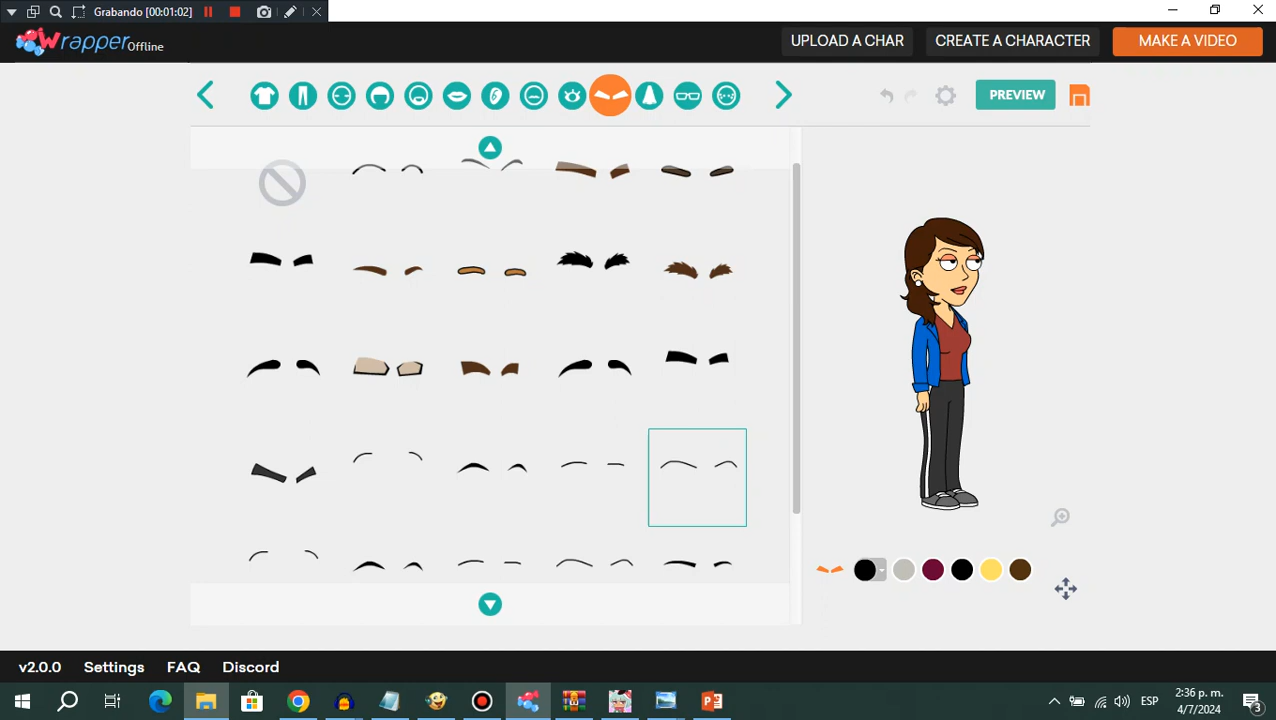 Grabando [00:01:02]
Wrapper Offline
UPLOAD A CHAR
CREATE A CHARACTER
MAKE A VIDEO
PREVIEW
v2.0.0
Settings
FAQ
Discord
ESP
2:36 p. m.
4/7/2024
3